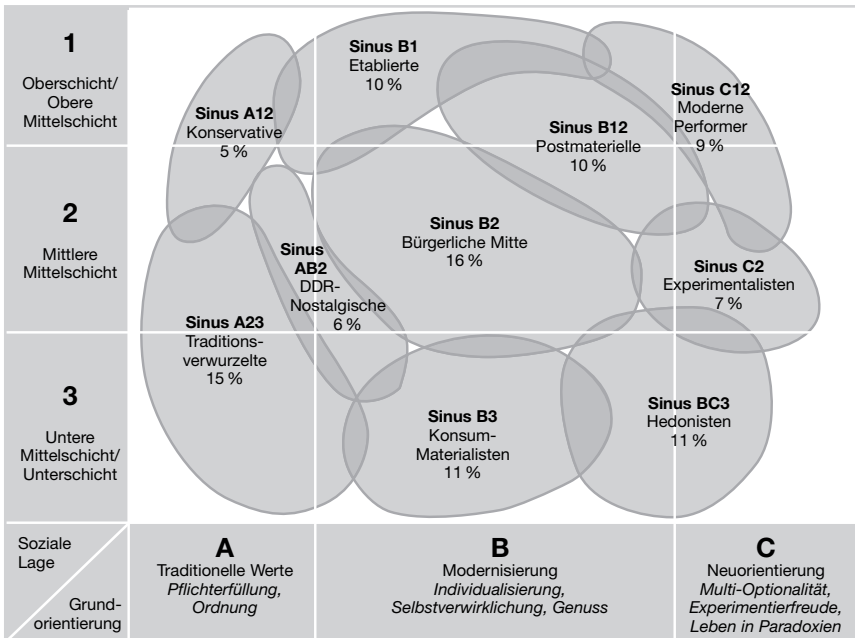 1
Oberschicht/
Obere
Mittelschicht
2
Mittlere
Mittelschicht
3
Untere
Mittelschicht/
Unterschicht
Sinus B1
Etablierte
10 %
Sinus A12
Konservative
5 %
Sinus C12
Moderne
Performer
9 %
Sinus B12
Postmaterielle
10 %
Sinus B2
Bürgerliche Mitte
16 %
Sinus
AB2
DDR-
Nostalgische
6 %
Sinus C2
Experimentalisten
7 %
Sinus A23
Traditions-
verwurzelte
15 %
Sinus B3
Konsum-
Materialisten
11 %
Sinus BC3
Hedonisten
11 %
Soziale
Lage
Grund-
orientierung
A
Traditionelle Werte
Pflichterfüllung,
Ordnung
B
Modernisierung
Individualisierung,
Selbstverwirklichung, Genuss
C
Neuorientierung
Multi-Optionalität,
Experimentierfreude,
Leben in Paradoxien